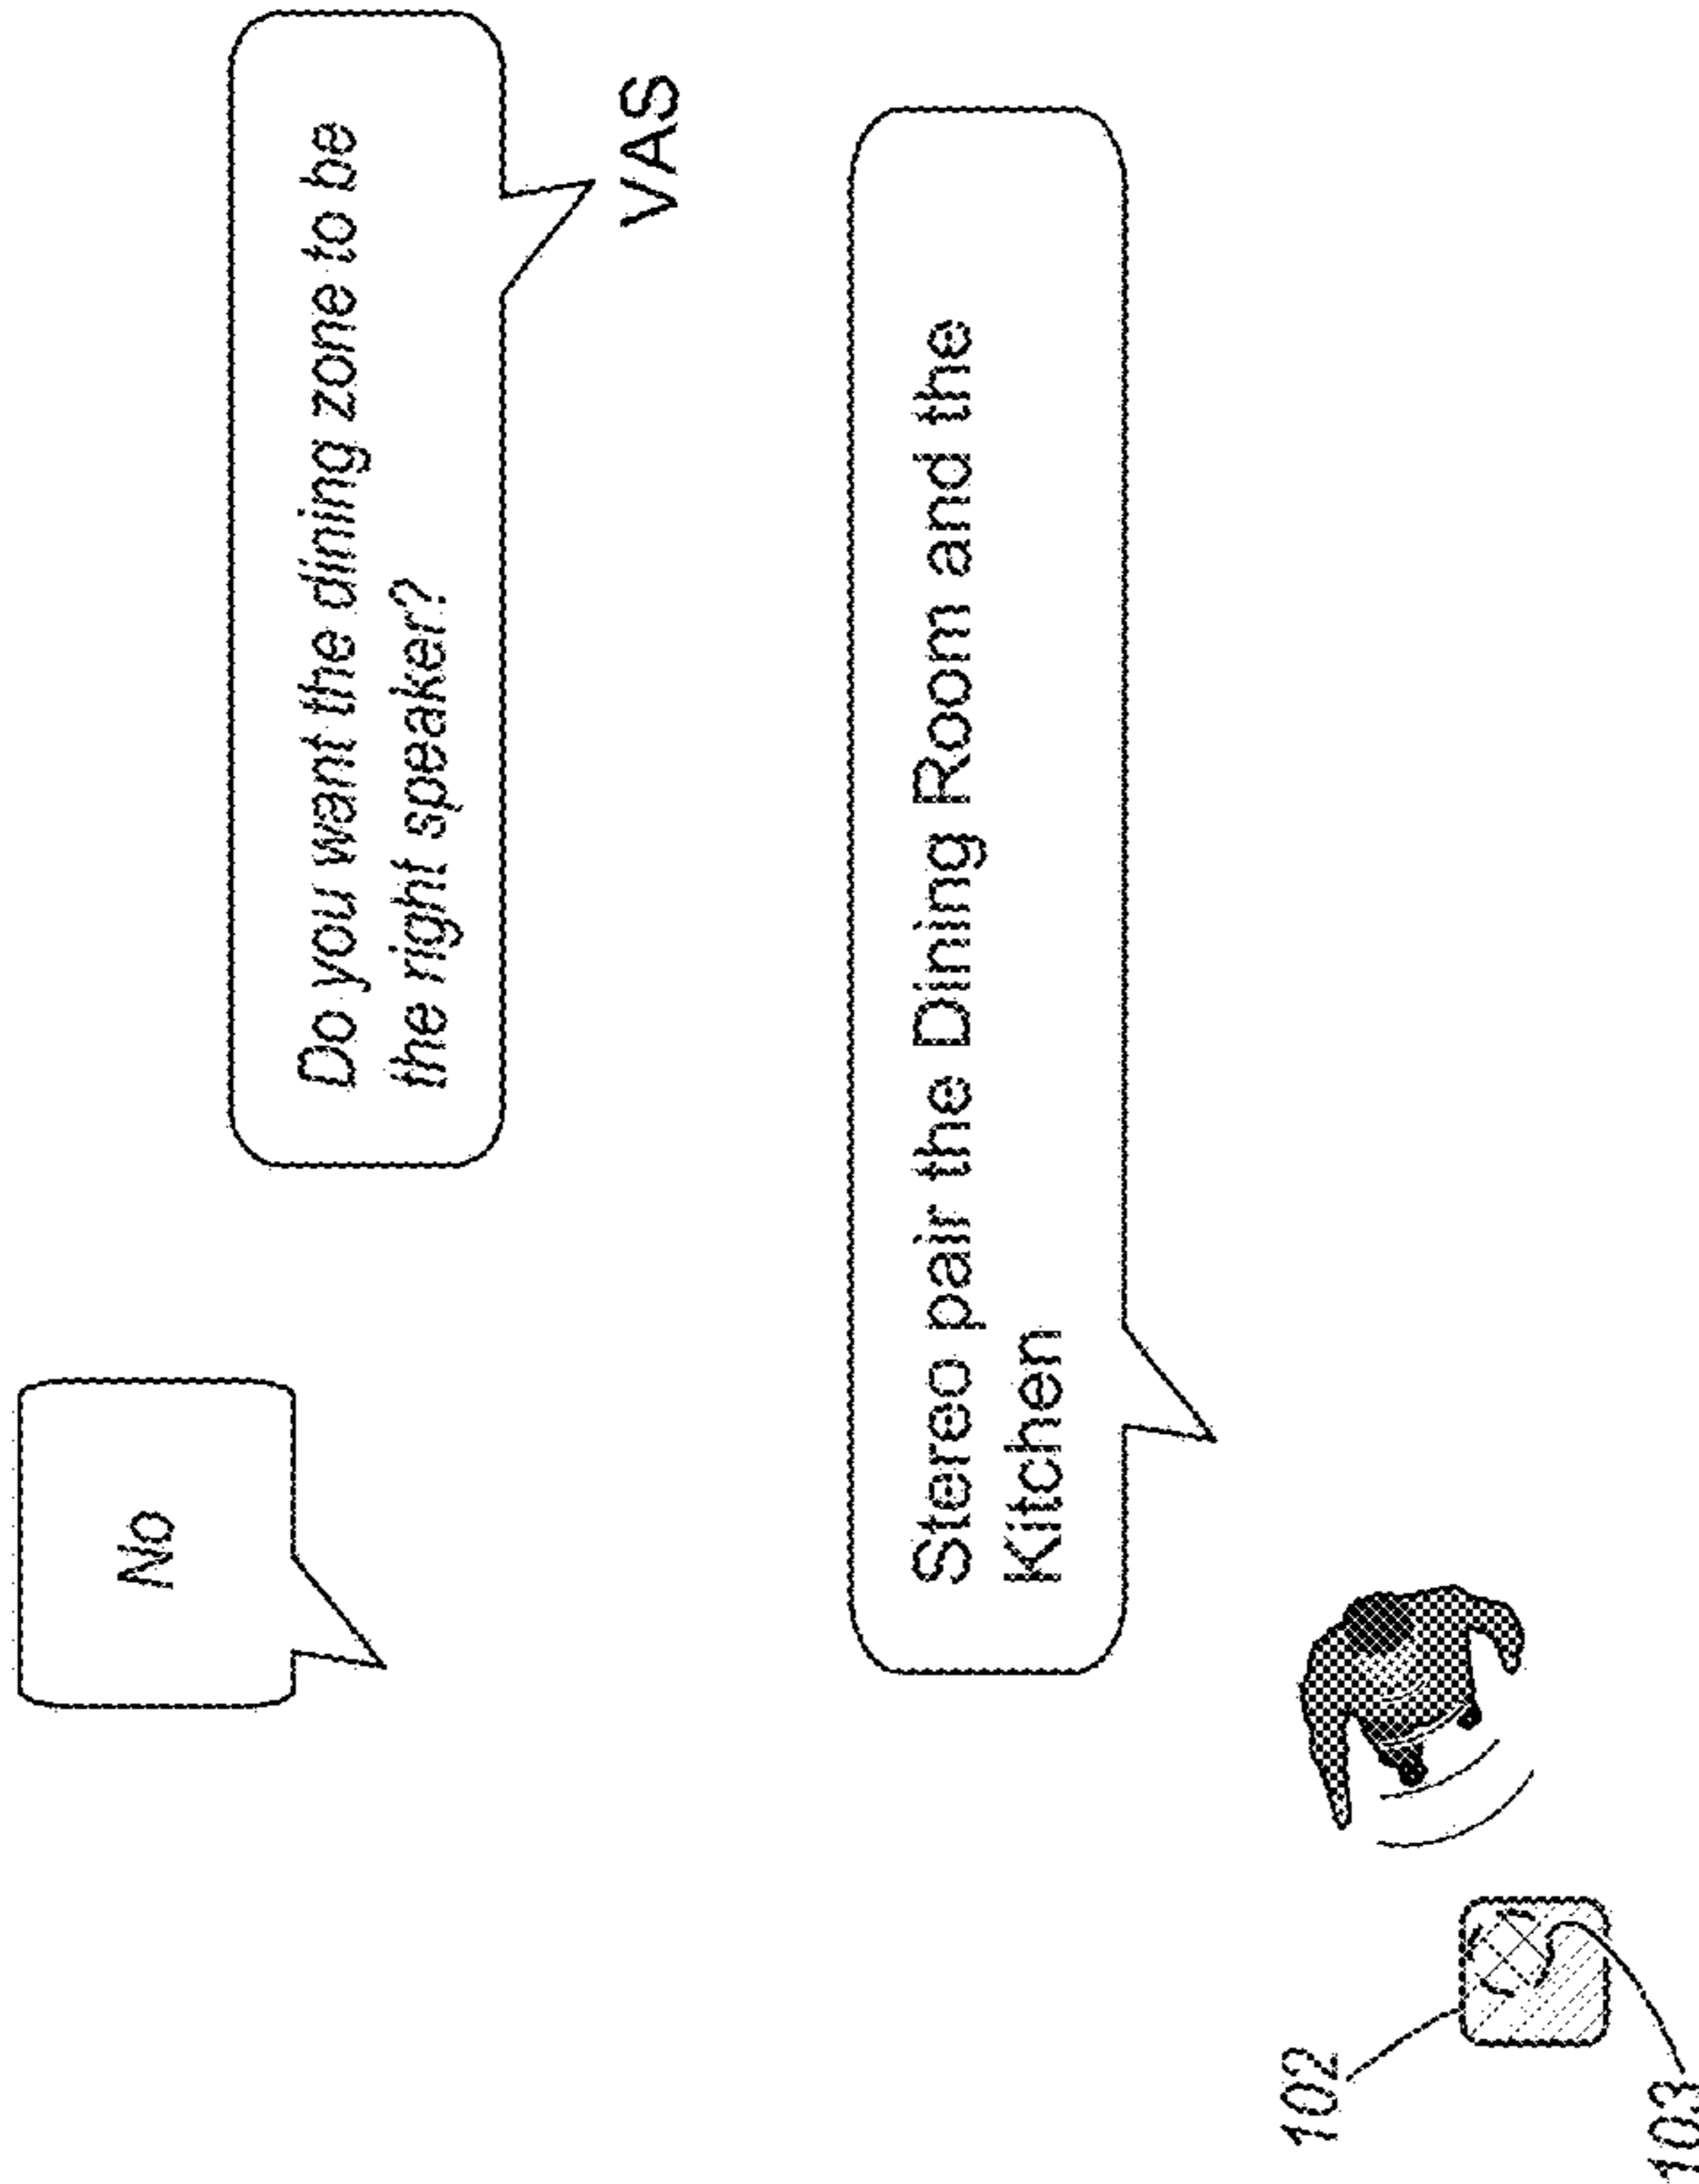 No
Do you want the dining zone to be
the right speaker?
VAS
Stereo pair the Dining Room and the
Kitchen
102
103